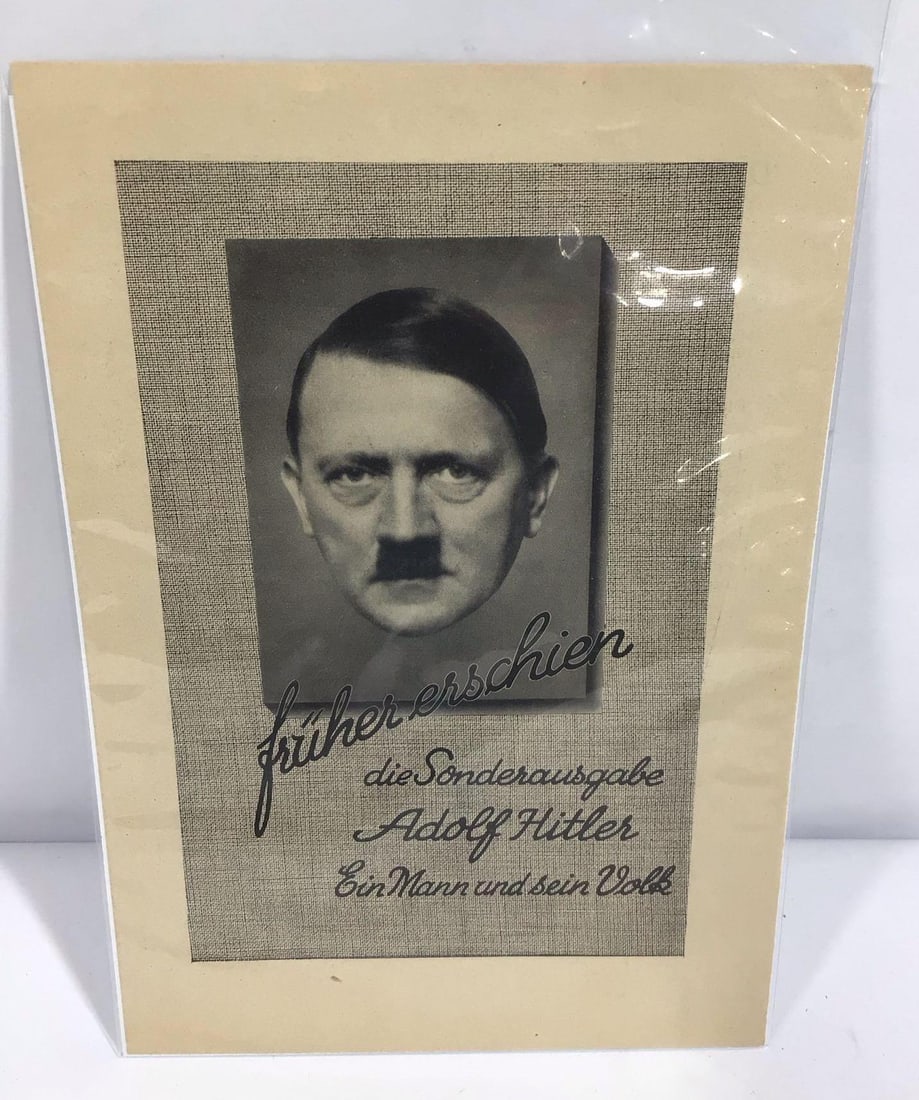 früher erschien
die Sonderausgabe
Adolf Hitler
Ein Mann und sein Volk